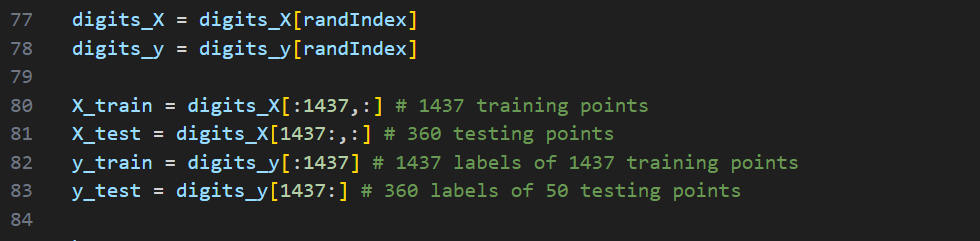 77 digits_X = digits_X[randIndex]
78 digits_y = digits_y[randIndex]
79
80 X_train = digits_X[:1437,:] # 1437 training points
81 X_test = digits_X[1437:,:] # 360 testing points
82 y_train = digits_y[:1437] # 1437 labels of 1437 training points
83 y_test = digits_y[1437:] # 360 labels of 50 testing points
84